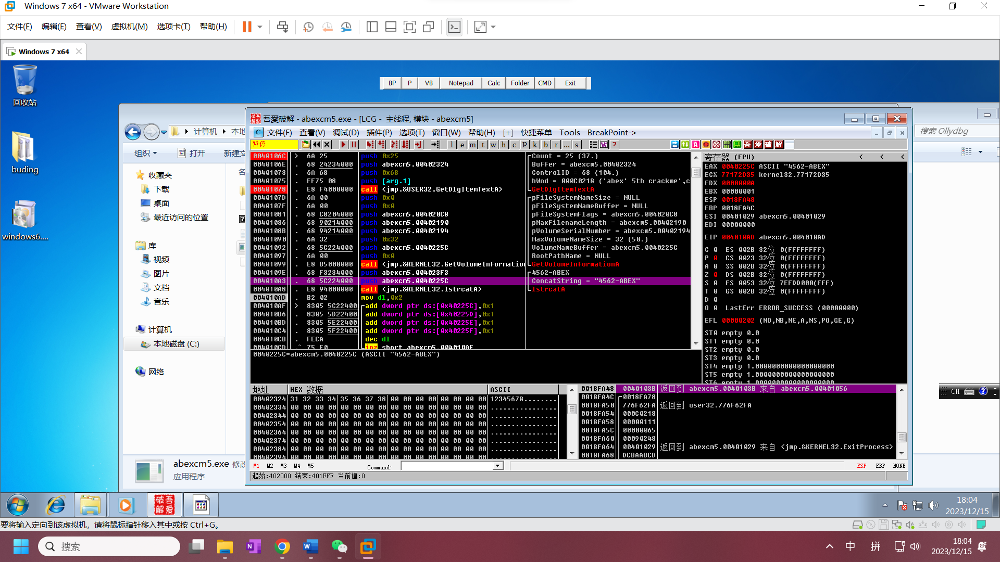 Windows 7 x64 - VMware Workstation
文件(F) 编辑(E) 查看(V) 虚拟机(M) 选项卡(T) 帮助(H)
Windows 7 x64
回收站
buding
windows6....
BP P VB Notepad Calc Folder CMD Exit
计算机 本地
搜索 Ollydbg
组织 打开 新建文
收藏夹
下载
桌面
最近访问的位置
库
视频
图片
文档
音乐
计算机
本地磁盘 (C:)
网络
abexcm5.exe 修改
应用程序
吾愛破解 - abexcm5.exe - [LCG - 主线程, 模块 - abexcm5]
文件(F) 查看(V) 调试(D) 插件(P) 选项(T) 窗口(W) 帮助(H) [+] 快捷菜单 Tools BreakPoint->
暂停 l e m t w h c p k b r ... s
0040106C > 6A 25 push 0x25 Count = 25 (37.)
0040106E . 68 24234000 push abexcm5.00402324 Buffer = abexcm5.00402324
00401073 . 6A 68 push 0x68 ControlID = 68 (104.)
00401075 . FF75 08 push [arg.1] hWnd = 000C0218 ('abex' 5th crackme',c
00401078 . E8 F4000000 call <jmp.&USER32.GetDlgItemTextA> GetDlgItemTextA
0040107D . 6A 00 push 0x0 pFileSystemNameSize = NULL
0040107F . 6A 00 push 0x0 pFileSystemNameBuffer = NULL
00401081 . 68 C8204000 push abexcm5.004020C8 pFileSystemFlags = abexcm5.004020C8
00401086 . 68 90214000 push abexcm5.00402190 pMaxFilenameLength = abexcm5.00402190
0040108B . 68 94214000 push abexcm5.00402194 pVolumeSerialNumber = abexcm5.00402194
00401090 . 6A 32 push 0x32 MaxVolumeNameSize = 32 (50.)
00401092 . 68 5C224000 push abexcm5.0040225C VolumeNameBuffer = abexcm5.0040225C
00401097 . 6A 00 push 0x0 RootPathName = NULL
00401099 . E8 B5000000 call <jmp.&KERNEL32.GetVolumeInformation GetVolumeInformationA
0040109E . 68 F3234000 push abexcm5.004023F3 4562-ABEX
004010A3 . 68 5C224000 push abexcm5.0040225C ConcatString = "4562-ABEX"
004010A8 . E8 94000000 call <jmp.&KERNEL32.lstrcatA> lstrcatA
004010AD . B2 02 mov dl,0x2
004010AF > 8305 5C22400 add dword ptr ds:[0x40225C],0x1
004010B6 . 8305 5D22400 add dword ptr ds:[0x40225D],0x1
004010BD . 8305 5E22400 add dword ptr ds:[0x40225E],0x1
004010C4 . 8305 5F22400 add dword ptr ds:[0x40225F],0x1
004010CB . FECA dec dl
004010CD .^ 75 E0 jnz short abexcm5.004010AF
0040225C=abexcm5.0040225C (ASCII "4562-ABEX")
寄存器 (FPU) < < <
EAX 0040225C ASCII "4562-ABEX"
ECX 77172D35 kernel32.77172D35
EDX 0000000A
EBX 00000001
ESP 0018FA48
EBP 0018FA4C
ESI 00401029 abexcm5.00401029
EDI 00000000
EIP 004010AD abexcm5.004010AD
C 0 ES 002B 32位 0(FFFFFFFF)
P 0 CS 0023 32位 0(FFFFFFFF)
A 0 SS 002B 32位 0(FFFFFFFF)
Z 0 DS 002B 32位 0(FFFFFFFF)
S 0 FS 0053 32位 7EFDD000(FFF)
T 0 GS 002B 32位 0(FFFFFFFF)
D 0
O 0 LastErr ERROR_SUCCESS (00000000)
EFL 00000202 (NO,NB,NE,A,NS,PO,GE,G)
ST0 empty 0.0
ST1 empty 0.0
ST2 empty 0.0
ST3 empty 0.0
ST4 empty 1.0000000000000000000
ST5 empty 1.0000000000000000000
ST6 empty 1.0000000000000000000
地址 HEX 数据 ASCII
00402324 31 32 33 34 35 36 37 38 00 00 00 00 00 00 00 00 12345678........
00402334 00 00 00 00 00 00 00 00 00 00 00 00 00 00 00 00 ................
00402344 00 00 00 00 00 00 00 00 00 00 00 00 00 00 00 00 ................
00402354 00 00 00 00 00 00 00 00 00 00 00 00 00 00 00 00 ................
00402364 00 00 00 00 00 00 00 00 00 00 00 00 00 00 00 00 ................
00402374 00 00 00 00 00 00 00 00 00 00 00 00 00 00 00 00 ................
00402384 00 00 00 00 00 00 00 00 00 00 00 00 00 00 00 00 ................
00402394 00 00 00 00 00 00 00 00 00 00 00 00 00 00 00 00 ................
0018FA48 0040103B 返回到 abexcm5.0040103B 来自 abexcm5.00401056
0018FA4C 0018FA78
0018FA50 776F62FA 返回到 user32.776F62FA
0018FA54 000C0218
0018FA58 00000111
0018FA5C 00000065
0018FA60 00090248
0018FA64 00401029 返回到 abexcm5.00401029 来自 <jmp.&KERNEL32.ExitProcess>
0018FA68 DCBAABCD
M1 M2 M3 M4 M5 Command: ESP EBP NONE
起始:402000 结束:401FFF 当前值:0
CH
18:04
2023/12/15
要将输入定向到该虚拟机，请将鼠标指针移入其中或按 Ctrl+G。
搜索
中 拼
18:04
2023/12/15